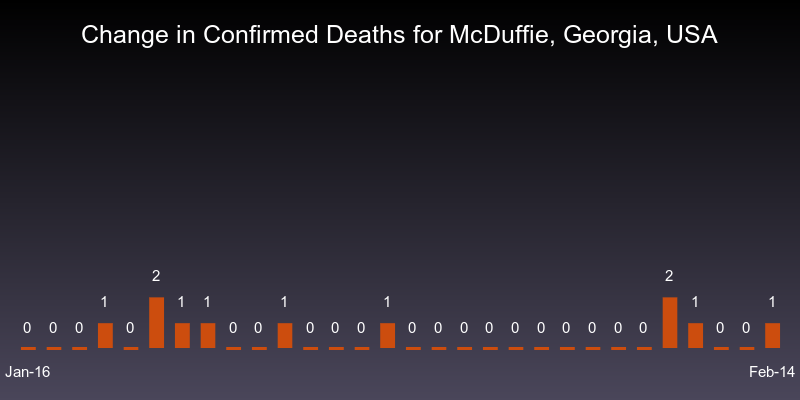 Change in Confirmed Deaths for McDuffie, Georgia, USA
0 0 0 1 0 2 1 1 0 0 1 0 0 0 1 0 0 0 0 0 0 0 0 0 0 2 1 0 0 1
Jan-16 Feb-14